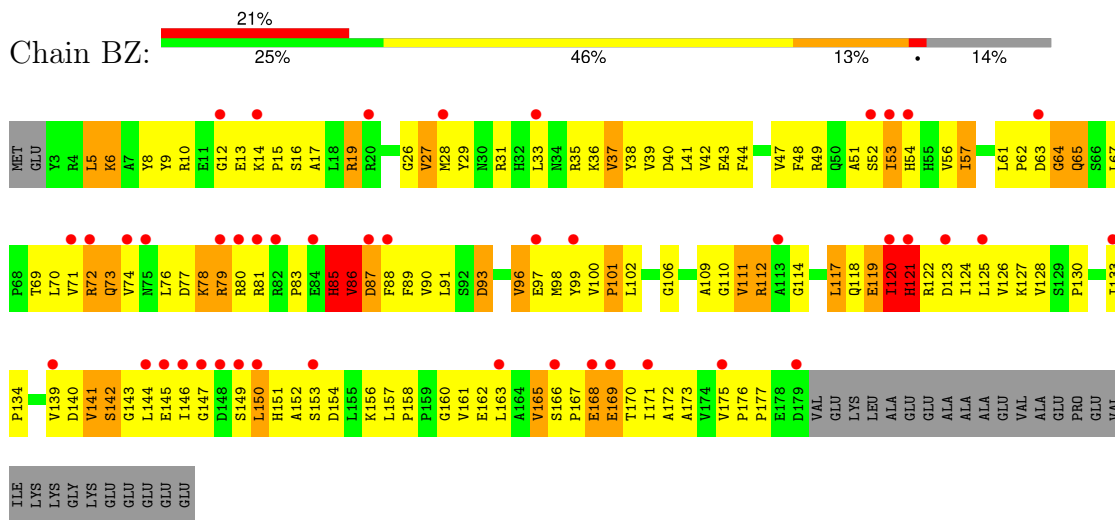 21%
Chain BZ:
25% 46% 13% • 14%
MET GLU Y3 R4 L5 K6 A7 Y8 Y9 R10 E11 G12 E13 K14 P15 S16 A17 L18 R19 R20 G26 V27 M28 Y29 N30 R31 H32 L33 N34 R35 K36 V37 Y38 V39 D40 L41 V42 E43 F44 V47 F48 R49 Q50 A51 S52 I53 H54 H55 V56 I57 L61 P62 D63 G64 Q65 S66 L67
P68 T69 L70 V71 R72 Q73 V74 N75 L76 D77 K78 R79 R80 R81 R82 P83 E84 H85 V86 D87 F88 F89 V90 L91 S92 D93 V96 E97 M98 Y99 V100 P101 L102 G106 A109 G110 V111 R112 A113 G114 L117 Q118 E119 I120 H121 R122 D123 I124 L125 V126 K127 V128 S129 P130 I133
P134 V139 D140 V141 S142 G143 L144 E145 I146 G147 D148 S149 L150 H151 A152 S153 D154 L155 K156 L157 P158 P159 G160 V161 E162 L163 A164 V165 S166 P167 E168 E169 T170 I171 A172 A173 V174 V175 P176 P177 E178 D179 VAL GLU LYS LEU ALA GLU GLU ALA ALA ALA GLU VAL ALA GLU PRO GLU VAL
ILE LYS LYS GLY LYS GLU GLU GLU GLU GLU